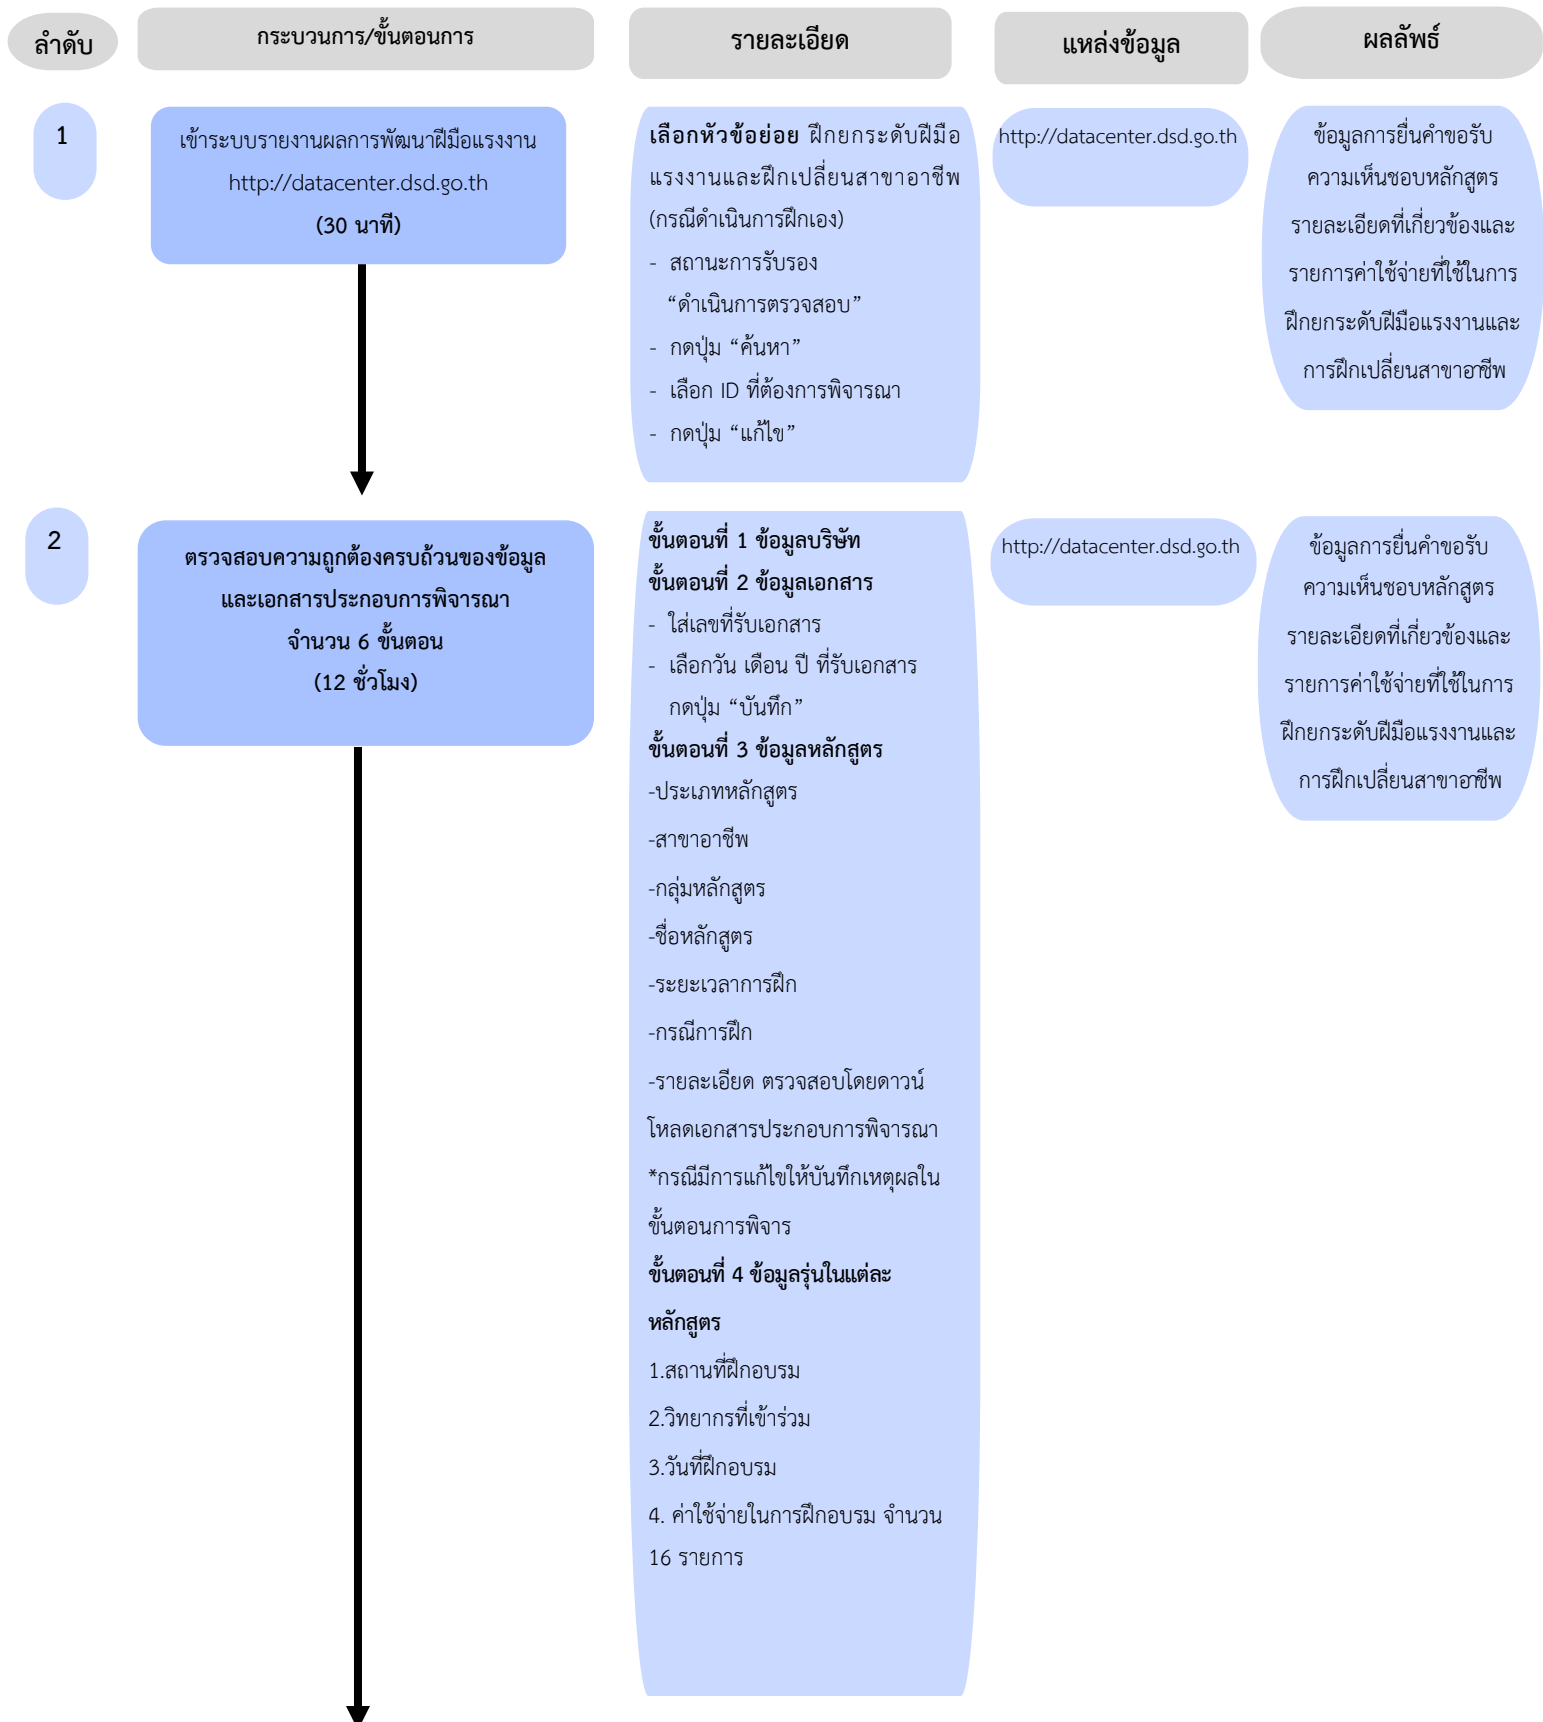 ลำดับ
กระบวนการ/ขั้นตอนการ
รายละเอียด
แหล่งข้อมูล
ผลลัพธ์
1
เข้าระบบรายงานผลการพัฒนาฝีมือแรงงาน
http://datacenter.dsd.go.th
(30 นาที)
เลือกหัวข้อย่อย ฝึกยกระดับฝีมือ
แรงงานและฝึกเปลี่ยนสาขาอาชีพ
(กรณีดำเนินการฝึกเอง)
- สถานะการรับรอง
“ดำเนินการตรวจสอบ”
- กดปุ่ม “ค้นหา”
- เลือก ID ที่ต้องการพิจารณา
- กดปุ่ม “แก้ไข”
http://datacenter.dsd.go.th
ข้อมูลการยื่นคำขอรับ
ความเห็นชอบหลักสูตร
รายละเอียดที่เกี่ยวข้องและ
รายการค่าใช้จ่ายที่ใช้ในการ
ฝึกยกระดับฝีมือแรงงานและ
การฝึกเปลี่ยนสาขาอาชีพ
2
ตรวจสอบความถูกต้องครบถ้วนของข้อมูล
และเอกสารประกอบการพิจารณา
จำนวน 6 ขั้นตอน
(12 ชั่วโมง)
ขั้นตอนที่ 1 ข้อมูลบริษัท
ขั้นตอนที่ 2 ข้อมูลเอกสาร
- ใส่เลขที่รับเอกสาร
- เลือกวัน เดือน ปี ที่รับเอกสาร
กดปุ่ม “บันทึก”
ขั้นตอนที่ 3 ข้อมูลหลักสูตร
-ประเภทหลักสูตร
-สาขาอาชีพ
-กลุ่มหลักสูตร
-ชื่อหลักสูตร
-ระยะเวลาการฝึก
-กรณีการฝึก
-รายละเอียด ตรวจสอบโดยดาวน์
โหลดเอกสารประกอบการพิจารณา
*กรณีมีการแก้ไขให้บันทึกเหตุผลใน
ขั้นตอนการพิจาร
ขั้นตอนที่ 4 ข้อมูลรุ่นในแต่ละ
หลักสูตร
1.สถานที่ฝึกอบรม
2.วิทยากรที่เข้าร่วม
3.วันที่ฝึกอบรม
4. ค่าใช้จ่ายในการฝึกอบรม จำนวน
16 รายการ
http://datacenter.dsd.go.th
ข้อมูลการยื่นคำขอรับ
ความเห็นชอบหลักสูตร
รายละเอียดที่เกี่ยวข้องและ
รายการค่าใช้จ่ายที่ใช้ในการ
ฝึกยกระดับฝีมือแรงงานและ
การฝึกเปลี่ยนสาขาอาชีพ